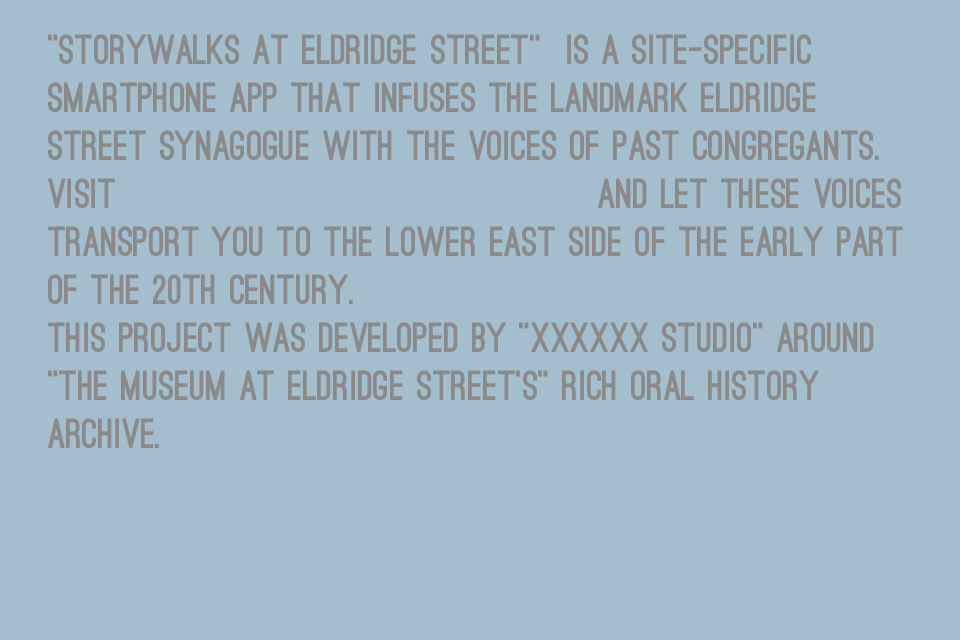 "STORYWALKS AT ELDRIDGE STREET"  IS A SITE-SPECIFIC
SMARTPHONE APP THAT INFUSES THE LANDMARK ELDRIDGE
STREET SYNAGOGUE WITH THE VOICES OF PAST CONGREGANTS.
VISIT AND LET THESE VOICES
TRANSPORT YOU TO THE LOWER EAST SIDE OF THE EARLY PART
OF THE 20TH CENTURY.
THIS PROJECT WAS DEVELOPED BY "XXXXXX STUDIO" AROUND
"THE MUSEUM AT ELDRIDGE STREET'S" RICH ORAL HISTORY
ARCHIVE.